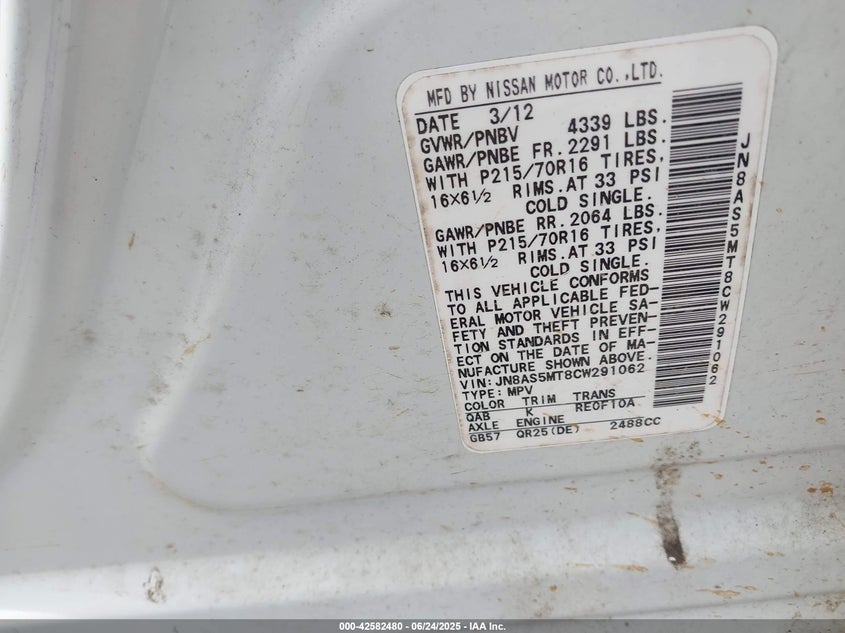 MFD BY NISSAN MOTOR CO.,LTD.
DATE 3/12
GVWR/PNBV 4339 LBS.
GAWR/PNBE FR. 2291 LBS.
WITH P215/70R16 TIRES,
16X6½ RIMS. AT 33 PSI
COLD SINGLE.
GAWR/PNBE RR. 2064 LBS.
WITH P215/70R16 TIRES,
16X6½ RIMS. AT 33 PSI
COLD SINGLE.
THIS VEHICLE CONFORMS
TO ALL APPLICABLE FED-
ERAL MOTOR VEHICLE SA-
FETY AND THEFT PREVEN-
TION STANDARDS IN EFF-
ECT ON THE DATE OF MA-
NUFACTURE SHOWN ABOVE.
VIN: JN8AS5MT8CW291062
TYPE: MPV
COLOR TRIM TRANS
QAB K RE0F10A
AXLE ENGINE
GB57 QR25(DE) 2488CC
JN8AS5MT8CW291062
000-42582480 - 06/24/2025 - IAA Inc.